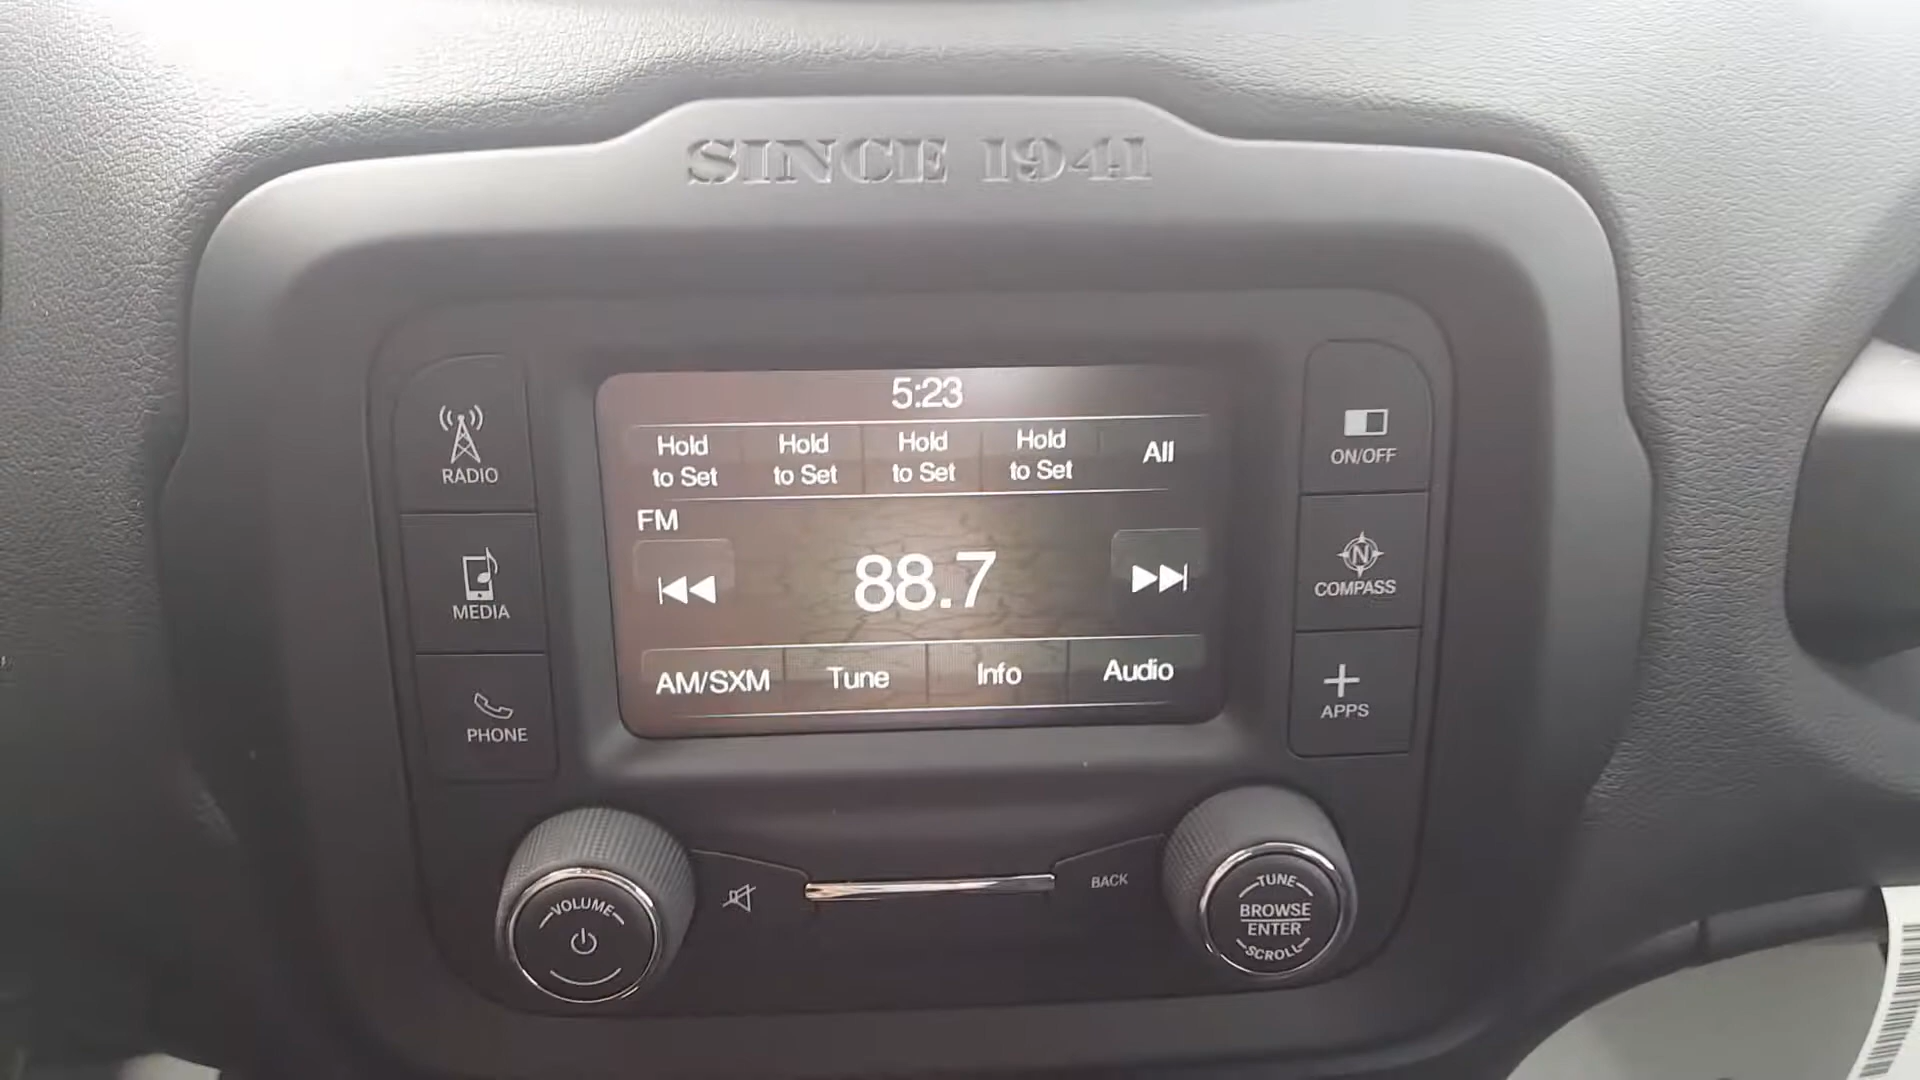 SINCE 1941
5:23
Hold to Set
Hold to Set
Hold to Set
Hold to Set
All
FM
88.7
AM/SXM
Tune
Info
Audio
RADIO
MEDIA
PHONE
ON/OFF
N
COMPASS
APPS
VOLUME
BACK
TUNE
BROWSE
ENTER
SCROLL